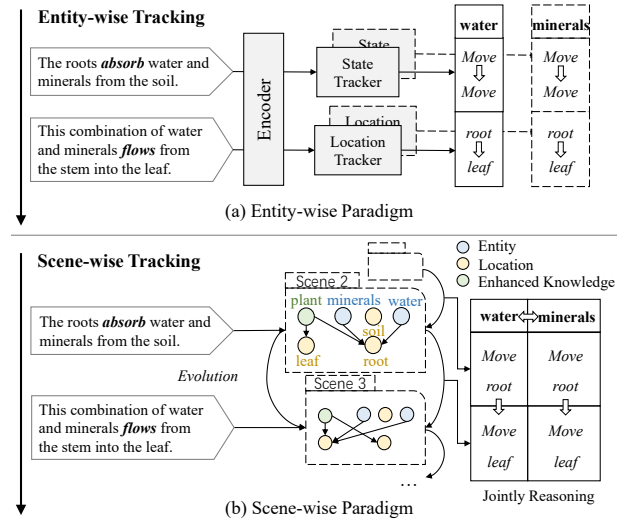 Entity-wise Tracking
The roots absorb water and
minerals from the soil.
This combination of water
and minerals flows from
the stem into the leaf.
Encoder
State
State
Tracker
Location
Location
Tracker
water
minerals
Move
Move
Move
Move
root
root
leaf
leaf
(a) Entity-wise Paradigm
Scene-wise Tracking
Entity
Location
Enhanced Knowledge
Scene 2
plant minerals water
soil
leaf
root
The roots absorb water and
minerals from the soil.
Evolution
Scene 3
This combination of water
and minerals flows from
the stem into the leaf.
...
water minerals
Move Move
root root
Move Move
leaf leaf
Jointly Reasoning
(b) Scene-wise Paradigm